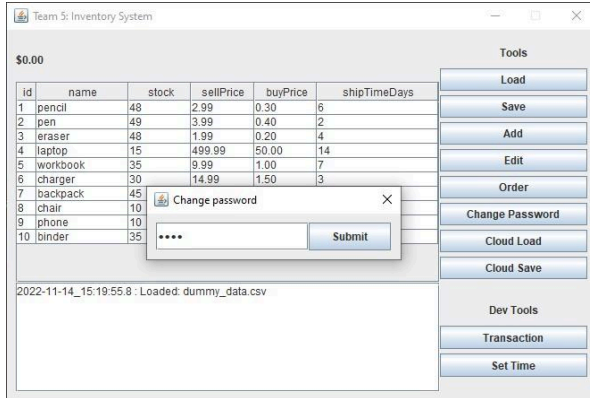 Team 5: Inventory System
$0.00
id name stock sellPrice buyPrice shipTimeDays
1 pencil 48 2.99 0.30 6
2 pen 49 3.99 0.40 2
3 eraser 48 1.99 0.20 4
4 laptop 15 499.99 50.00 14
5 workbook 35 9.99 1.00 7
6 charger 30 14.99 1.50 3
7 backpack 45
8 chair 10
9 phone 10
10 binder 35
Change password
•••• Submit
2022-11-14_15:19:55.8 : Loaded: dummy_data.csv
Tools
Load
Save
Add
Edit
Order
Change Password
Cloud Load
Cloud Save
Dev Tools
Transaction
Set Time